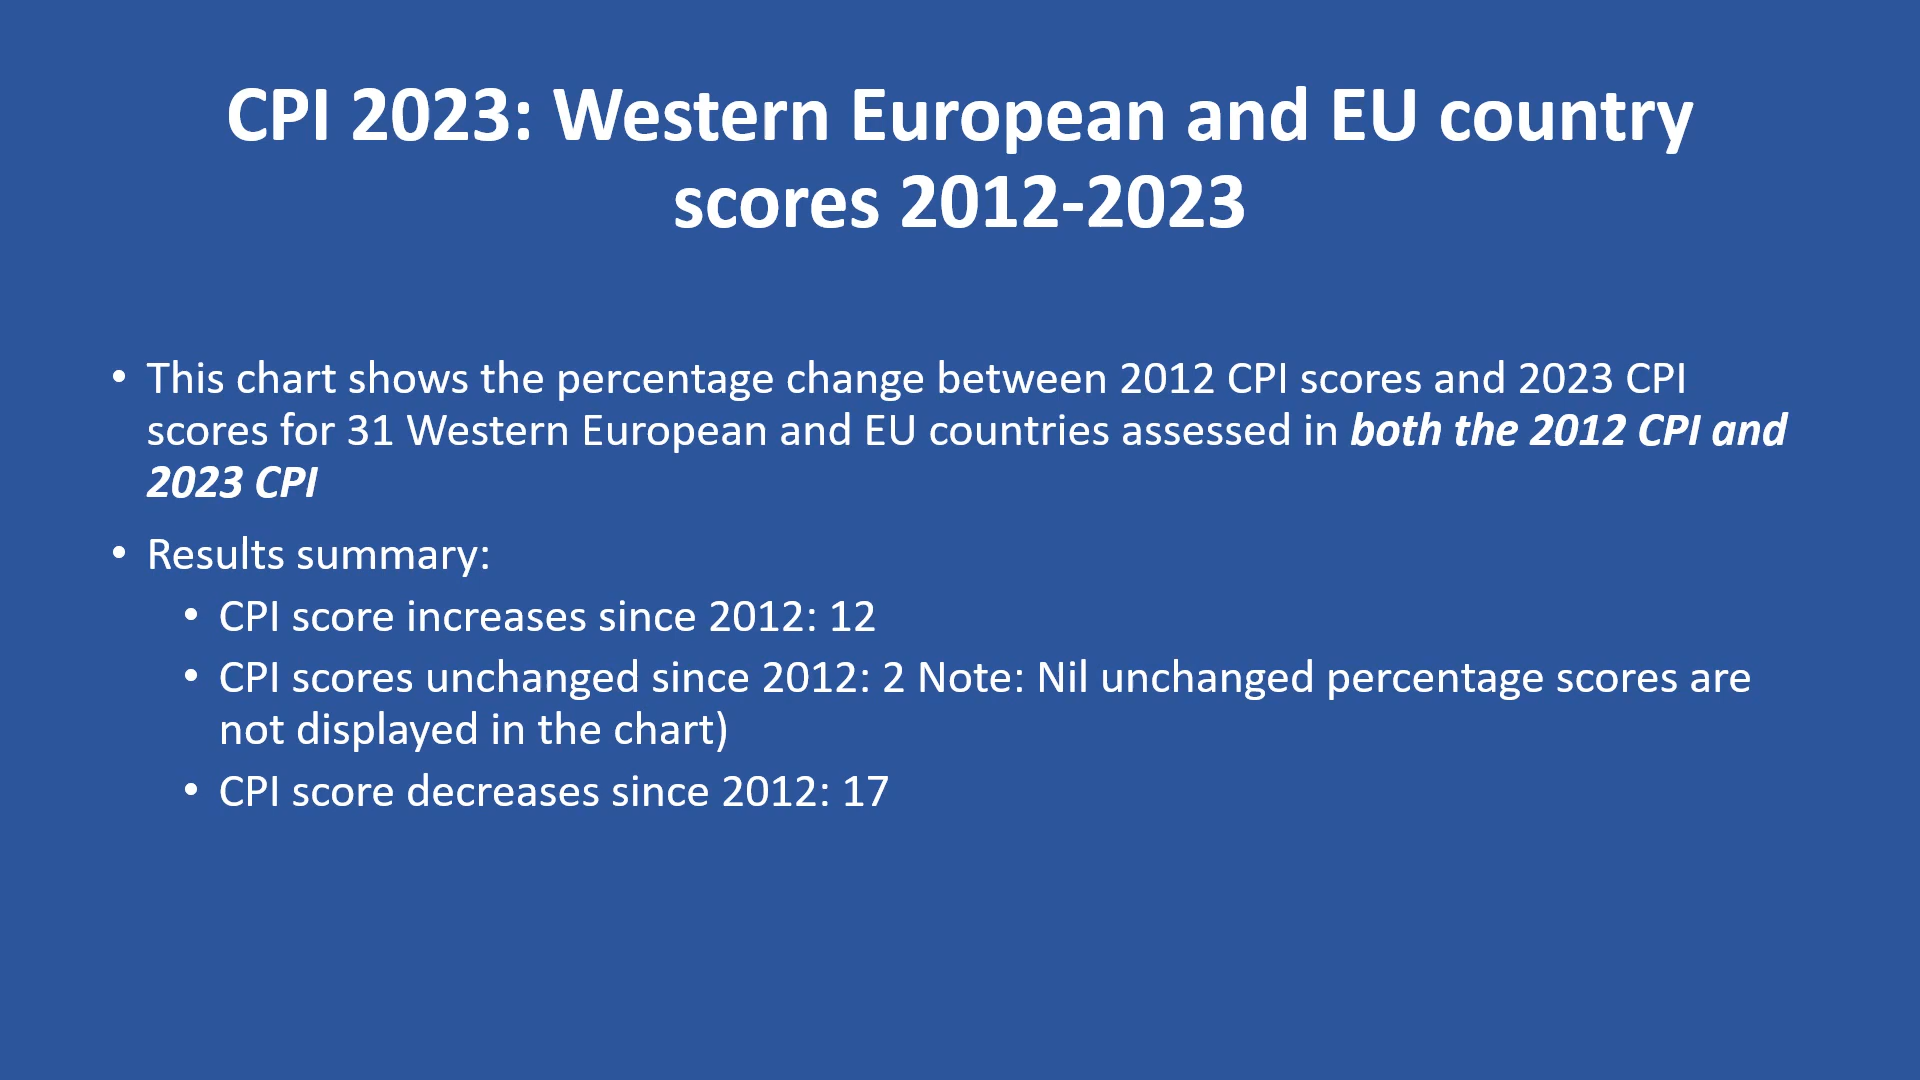 CPI 2023: Western European and EU country
scores 2012-2023
• This chart shows the percentage change between 2012 CPI scores and 2023 CPI
scores for 31 Western European and EU countries assessed in both the 2012 CPI and
2023 CPI
• Results summary:
• CPI score increases since 2012: 12
• CPI scores unchanged since 2012: 2 Note: Nil unchanged percentage scores are
not displayed in the chart)
• CPI score decreases since 2012: 17